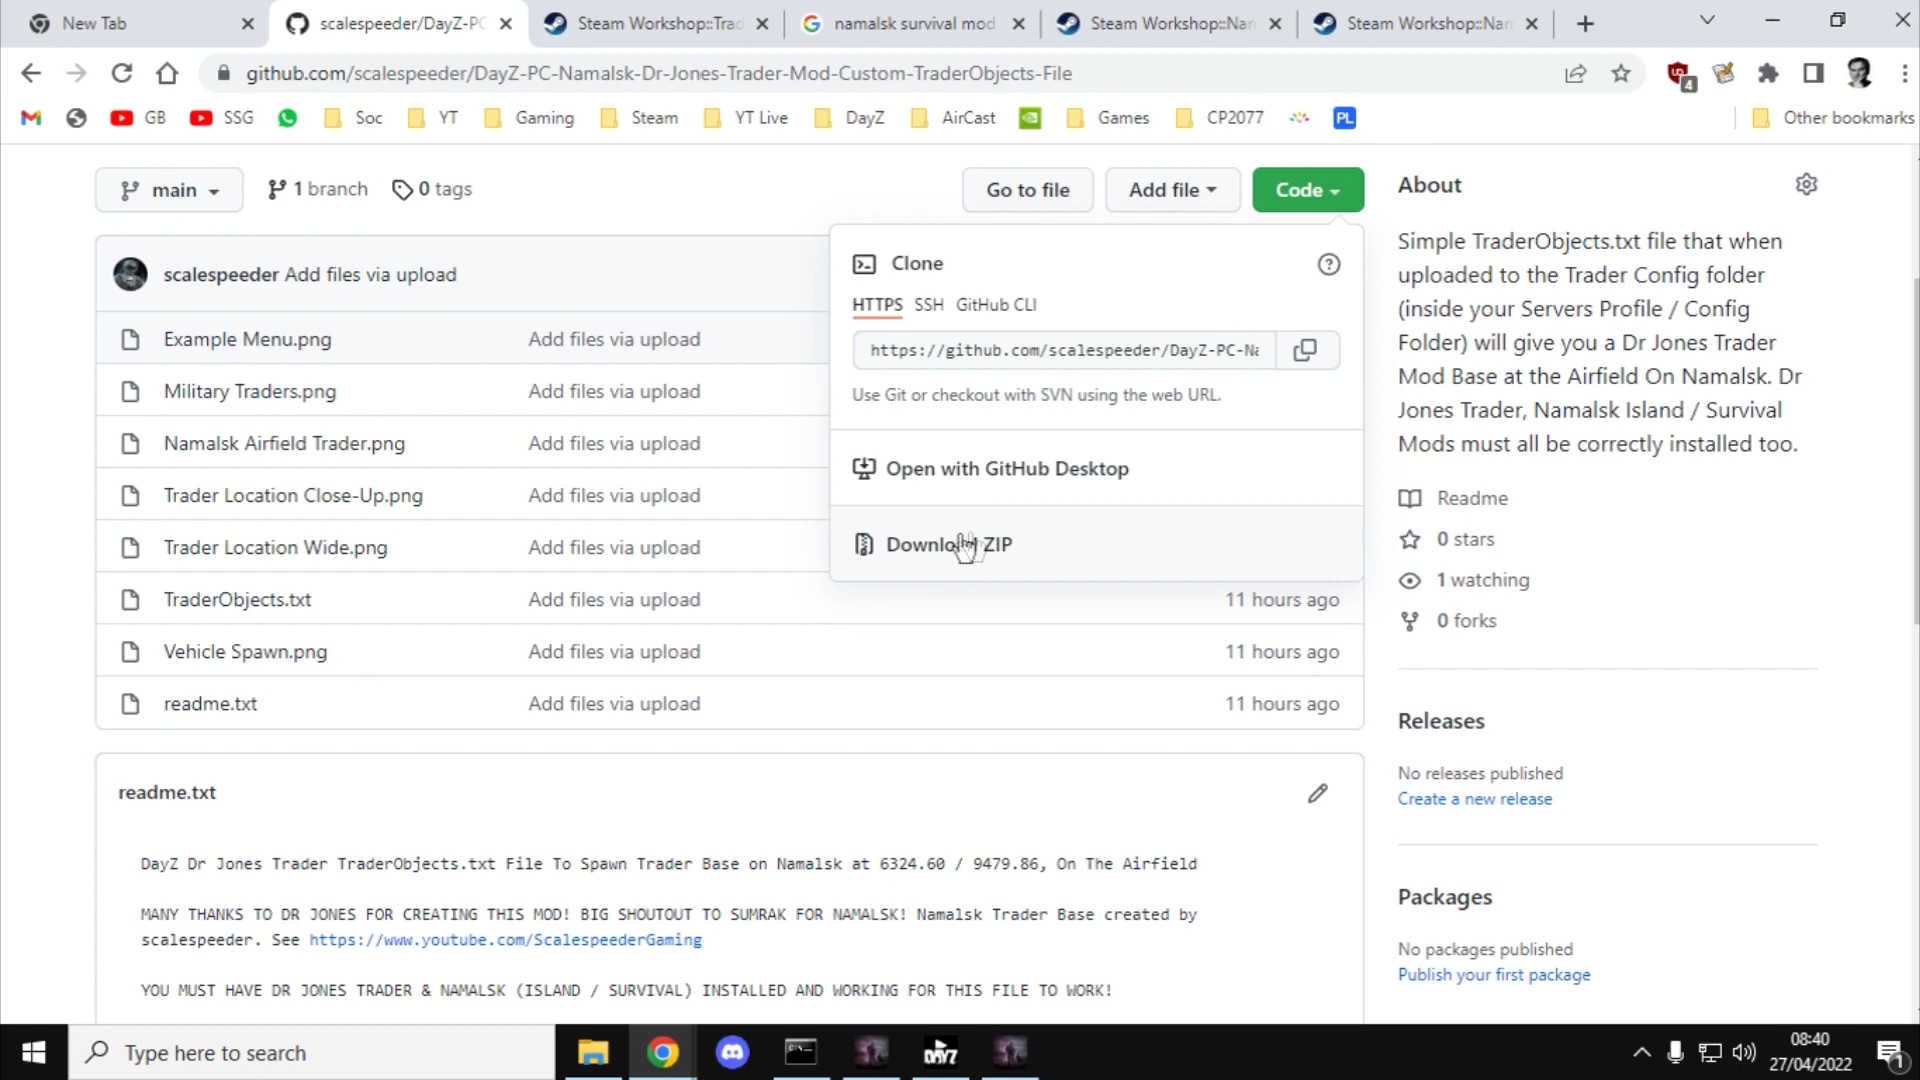 New Tab
scalespeeder/DayZ-PC
Steam Workshop::Trad
namalsk survival mod
Steam Workshop::Nan
Steam Workshop::Nan
github.com/scalespeeder/DayZ-PC-Namalsk-Dr-Jones-Trader-Mod-Custom-TraderObjects-File
4
GB
SSG
Soc
YT
Gaming
Steam
YT Live
DayZ
AirCast
Games
CP2077
PL
Other bookmarks
main
1 branch
0 tags
Go to file
Add file
Code
scalespeeder Add files via upload
Example Menu.png Add files via upload
Military Traders.png Add files via upload
Namalsk Airfield Trader.png Add files via upload
Trader Location Close-Up.png Add files via upload
Trader Location Wide.png Add files via upload
TraderObjects.txt Add files via upload 11 hours ago
Vehicle Spawn.png Add files via upload 11 hours ago
readme.txt Add files via upload 11 hours ago
Clone
HTTPS SSH GitHub CLI
https://github.com/scalespeeder/DayZ-PC-Na
Use Git or checkout with SVN using the web URL.
Open with GitHub Desktop
Download ZIP
readme.txt
DayZ Dr Jones Trader TraderObjects.txt File To Spawn Trader Base on Namalsk at 6324.60 / 9479.86, On The Airfield
MANY THANKS TO DR JONES FOR CREATING THIS MOD! BIG SHOUTOUT TO SUMRAK FOR NAMALSK! Namalsk Trader Base created by
scalespeeder. See https://www.youtube.com/ScalespeederGaming
YOU MUST HAVE DR JONES TRADER & NAMALSK (ISLAND / SURVIVAL) INSTALLED AND WORKING FOR THIS FILE TO WORK!
About
Simple TraderObjects.txt file that when
uploaded to the Trader Config folder
(inside your Servers Profile / Config
Folder) will give you a Dr Jones Trader
Mod Base at the Airfield On Namalsk. Dr
Jones Trader, Namalsk Island / Survival
Mods must all be correctly installed too.
Readme
0 stars
1 watching
0 forks
Releases
No releases published
Create a new release
Packages
No packages published
Publish your first package
Type here to search
DAYZ
08:40
27/04/2022
1